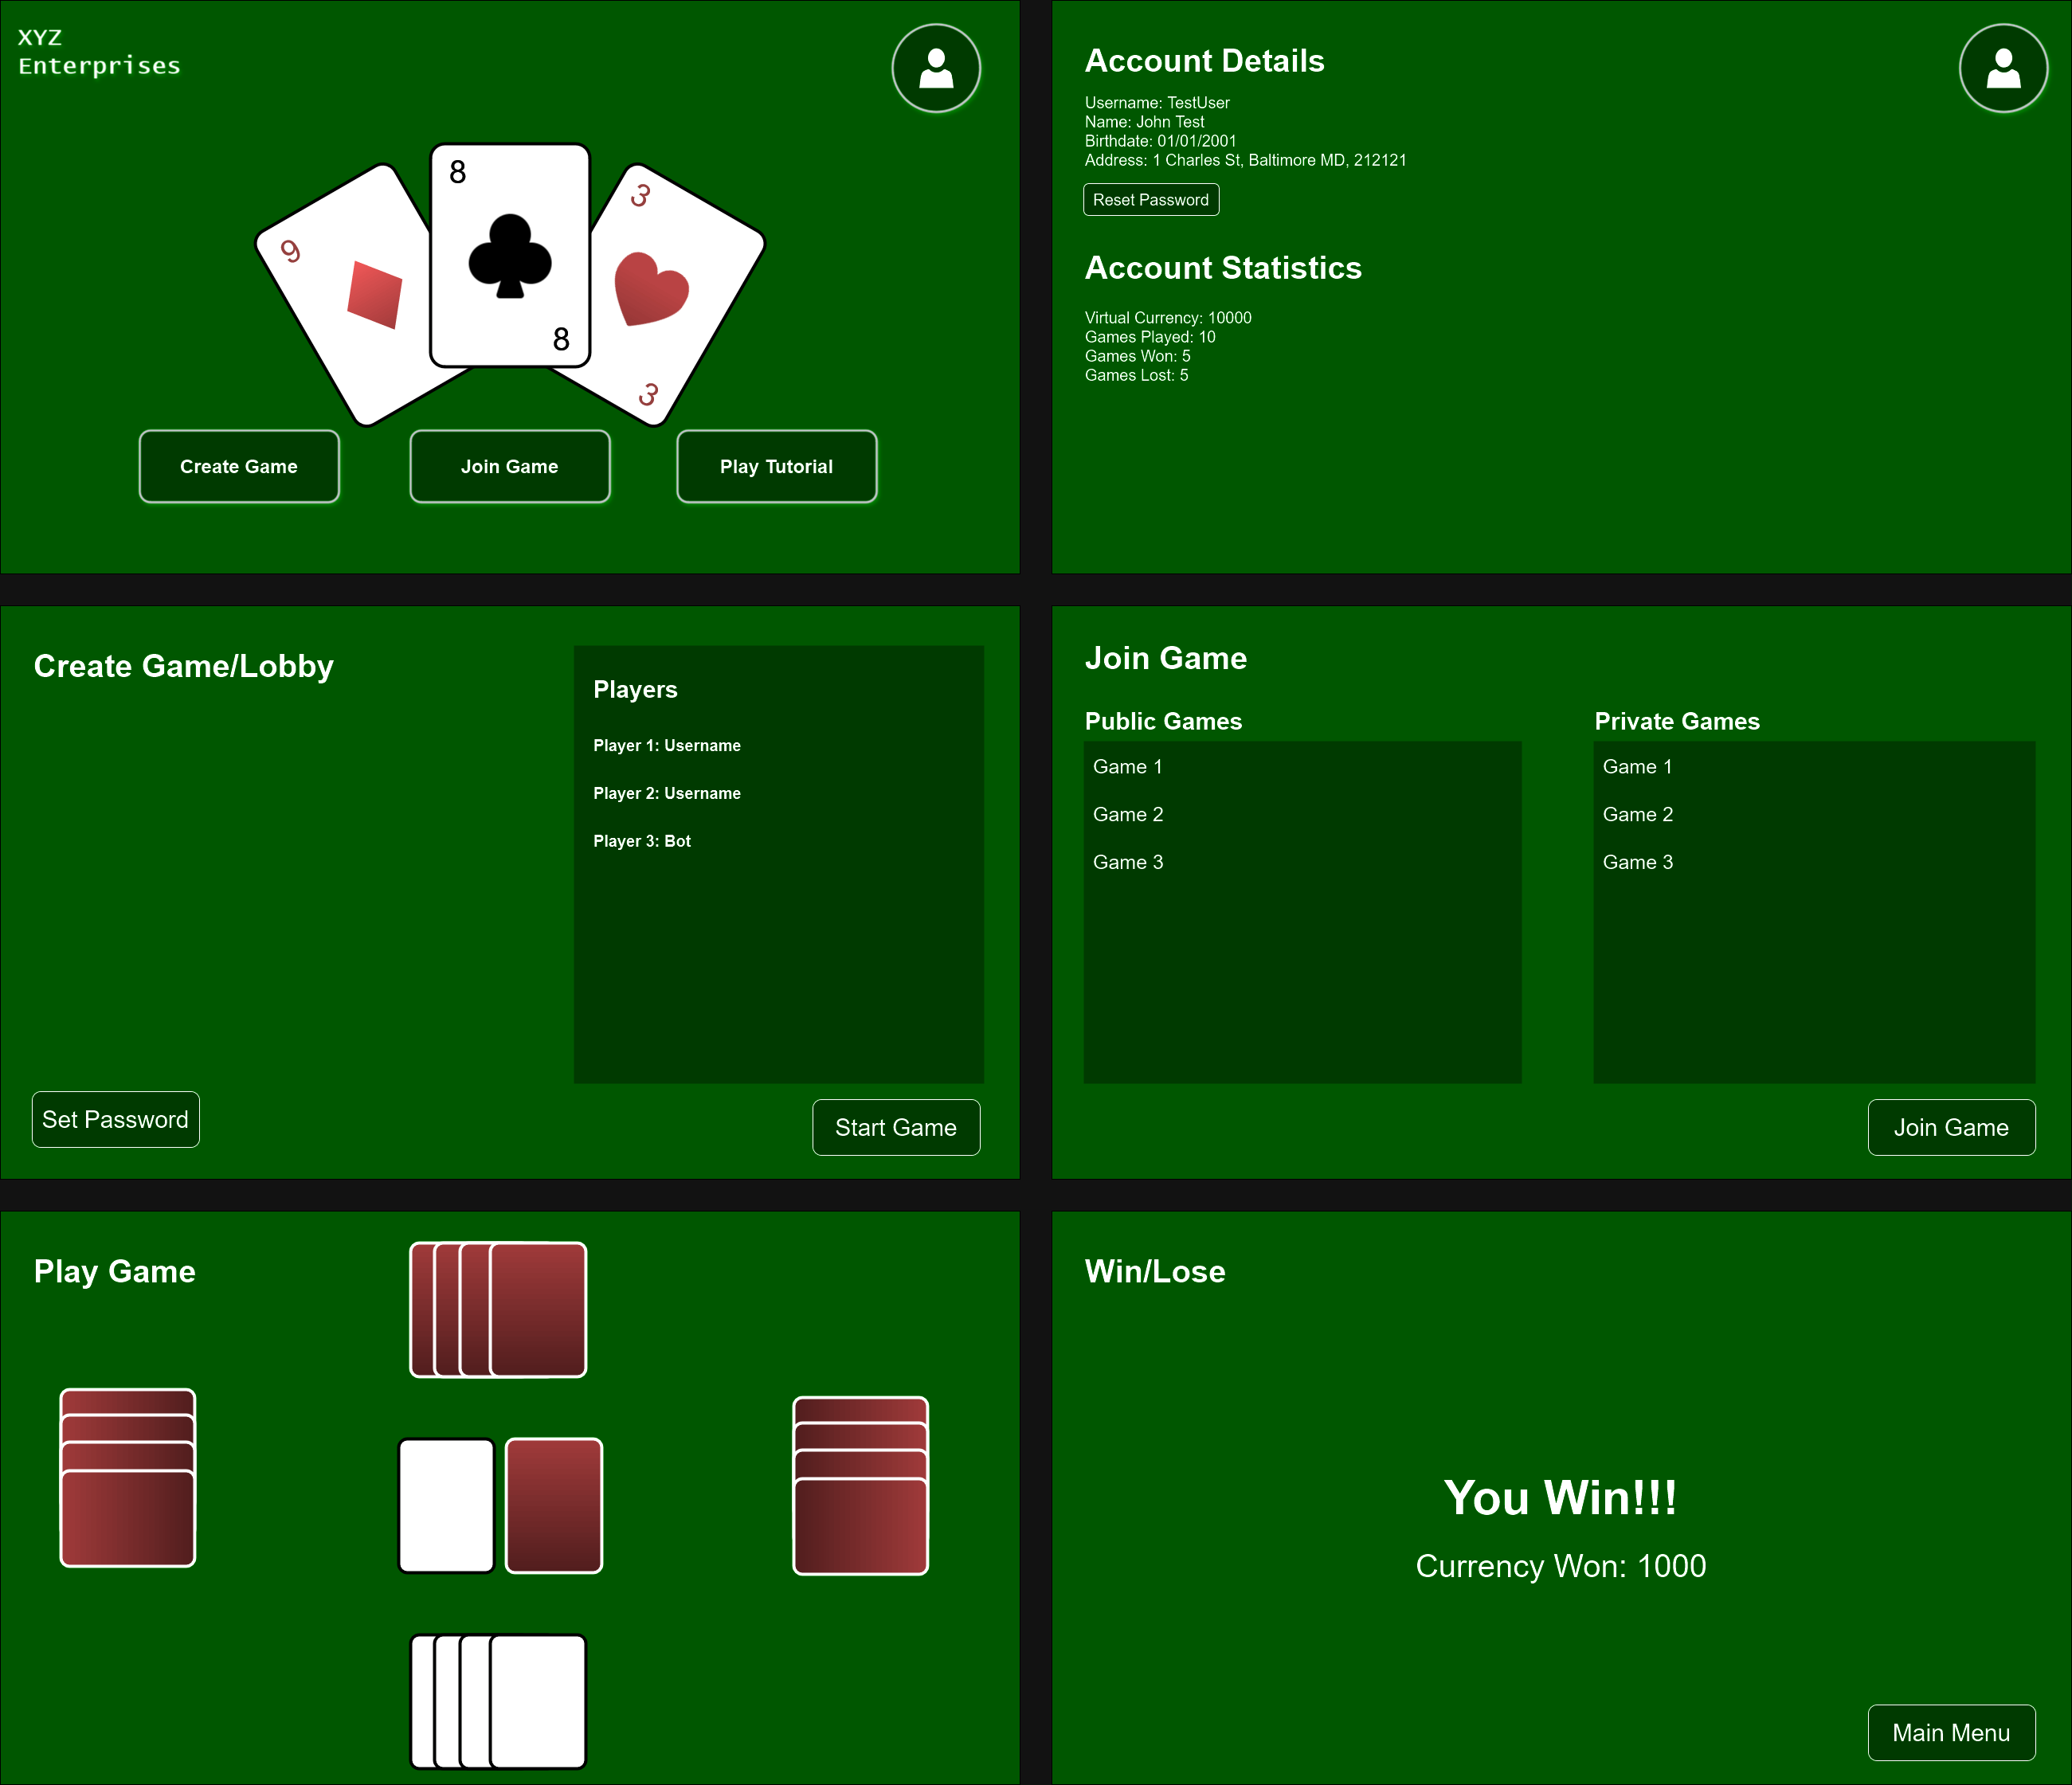 XYZ
Enterprises
9
8
8
3
3
Create Game
Join Game
Play Tutorial
Account Details
Username: TestUser
Name: John Test
Birthdate: 01/01/2001
Address: 1 Charles St, Baltimore MD, 212121
Reset Password
Account Statistics
Virtual Currency: 10000
Games Played: 10
Games Won: 5
Games Lost: 5
Create Game/Lobby
Players
Player 1: Username
Player 2: Username
Player 3: Bot
Set Password
Start Game
Join Game
Public Games
Game 1
Game 2
Game 3
Private Games
Game 1
Game 2
Game 3
Join Game
Play Game
Win/Lose
You Win!!!
Currency Won: 1000
Main Menu